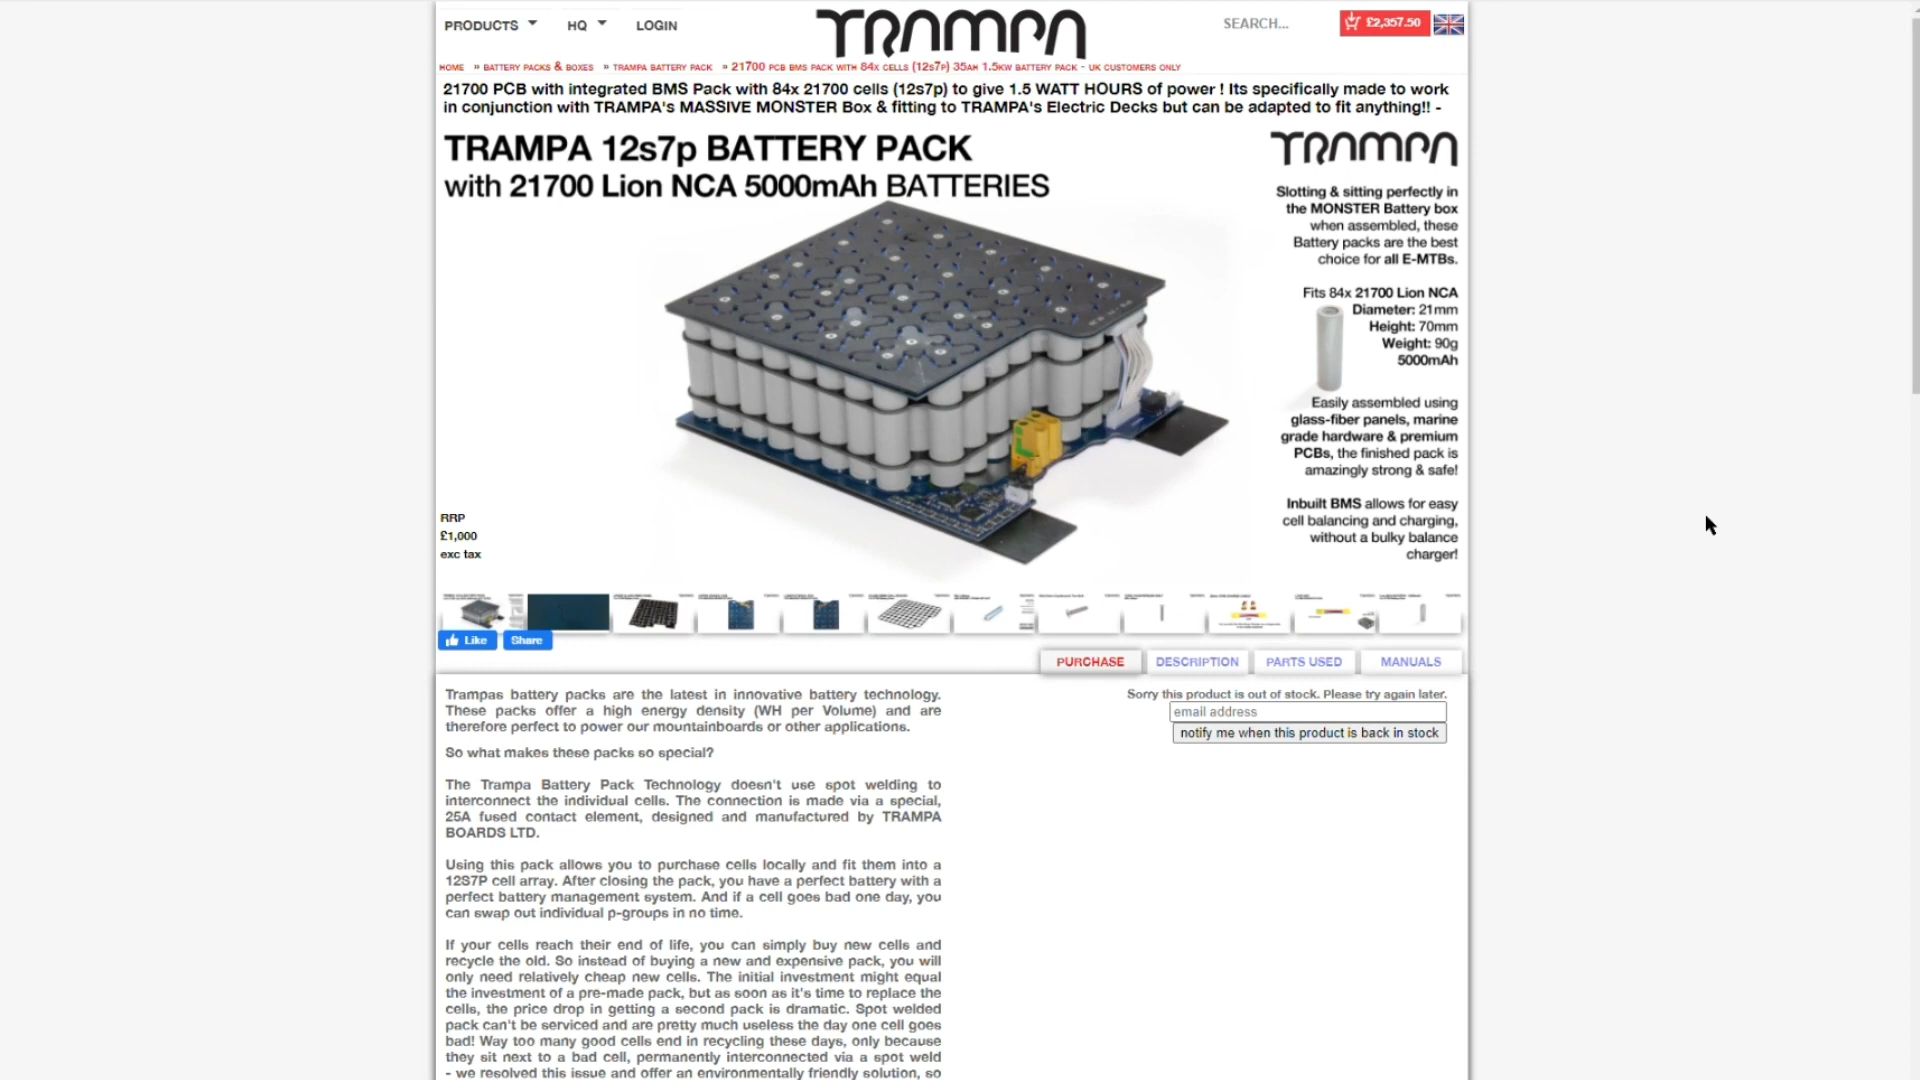 PRODUCTS HQ LOGIN TRAMPA SEARCH... £2,357.50
HOME » BATTERY PACKS & BOXES » TRAMPA BATTERY PACK » 21700 PCB BMS PACK WITH 84X CELLS (12S7P) 35AH 1.5KW BATTERY PACK - UK CUSTOMERS ONLY
21700 PCB with integrated BMS Pack with 84x 21700 cells (12s7p) to give 1.5 WATT HOURS of power ! Its specifically made to work
in conjunction with TRAMPA's MASSIVE MONSTER Box & fitting to TRAMPA's Electric Decks but can be adapted to fit anything!! -
TRAMPA 12s7p BATTERY PACK
with 21700 Lion NCA 5000mAh BATTERIES
TRAMPA
Slotting & sitting perfectly in
the MONSTER Battery box
when assembled, these
Battery packs are the best
choice for all E-MTBs.
Fits 84x 21700 Lion NCA
Diameter: 21mm
Height: 70mm
Weight: 90g
5000mAh
Easily assembled using
glass-fiber panels, marine
grade hardware & premium
PCBs, the finished pack is
amazingly strong & safe!
Inbuilt BMS allows for easy
cell balancing and charging,
without a bulky balance
charger!
RRP
£1,000
exc tax
Like Share
PURCHASE DESCRIPTION PARTS USED MANUALS
Trampas battery packs are the latest in innovative battery technology.
These packs offer a high energy density (WH per Volume) and are
therefore perfect to power our mountainboards or other applications.
So what makes these packs so special?
The Trampa Battery Pack Technology doesn't use spot welding to
interconnect the individual cells. The connection is made via a special,
25A fused contact element, designed and manufactured by TRAMPA
BOARDS LTD.
Using this pack allows you to purchase cells locally and fit them into a
12S7P cell array. After closing the pack, you have a perfect battery with a
perfect battery management system. And if a cell goes bad one day, you
can swap out individual p-groups in no time.
If your cells reach their end of life, you can simply buy new cells and
recycle the old. So instead of buying a new and expensive pack, you will
only need relatively cheap new cells. The initial investment might equal
the investment of a pre-made pack, but as soon as it's time to replace the
cells, the price drop in getting a second pack is dramatic. Spot welded
pack can't be serviced and are pretty much useless the day one cell goes
bad! Way too many good cells end in recycling these days, only because
they sit next to a bad cell, permanently interconnected via a spot weld
- we resolved this issue and offer an environmentally friendly solution, so
Sorry this product is out of stock. Please try again later.
email address
notify me when this product is back in stock